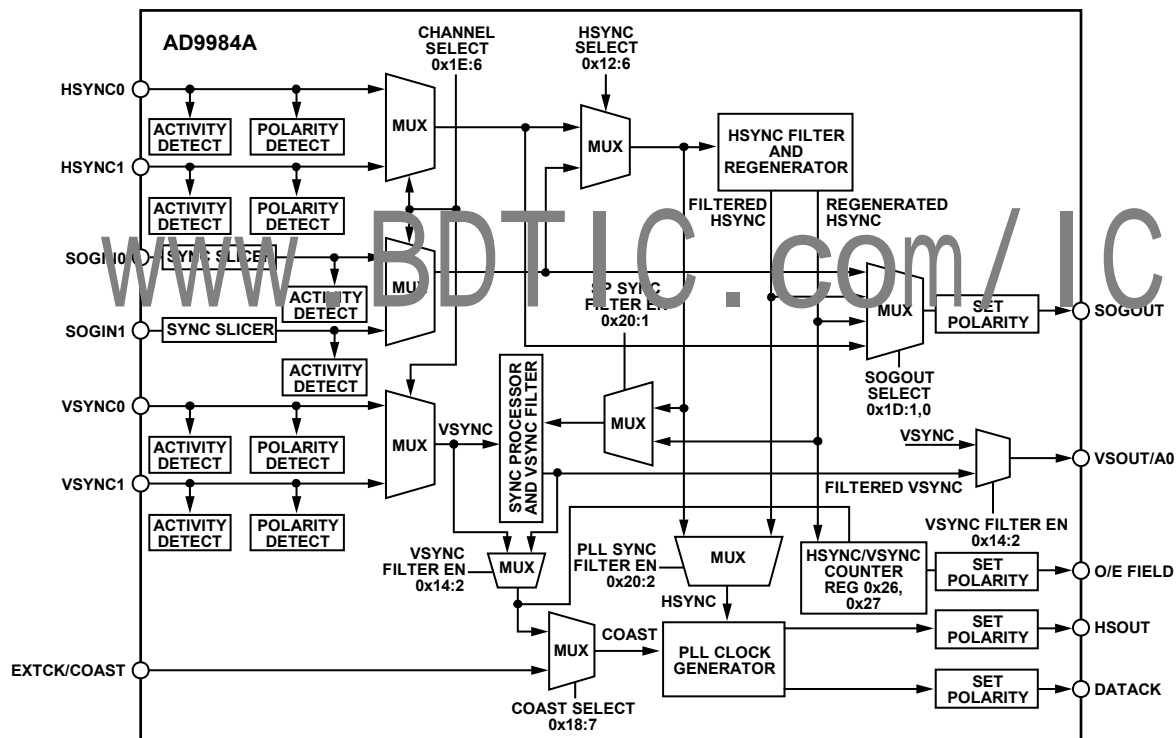 AD9984A
CHANNEL
SELECT
0x1E:6
HSYNC
SELECT
0x12:6
HSYNC0
ACTIVITY
DETECT
POLARITY
DETECT
MUX
MUX
HSYNC FILTER
AND
REGENERATOR
HSYNC1
ACTIVITY
DETECT
POLARITY
DETECT
FILTERED
HSYNC
REGENERATED
HSYNC
www.BDTIC.com/IC
SOGIN0
SYNC SLICER
ACTIVITY
DETECT
MUX
SP SYNC
FILTER EN
0x20:1
MUX
SET
POLARITY
SOGOUT
SOGIN1
SYNC SLICER
ACTIVITY
DETECT
SOGOUT
SELECT
0x1D:1,0
VSYNC0
ACTIVITY
DETECT
POLARITY
DETECT
MUX
VSYNC
SYNC PROCESSOR
AND VSYNC FILTER
MUX
VSYNC
VSOUT/A0
FILTERED VSYNC
VSYNC1
ACTIVITY
DETECT
POLARITY
DETECT
VSYNC FILTER EN
0x14:2
VSYNC
FILTER EN
0x14:2
MUX
PLL SYNC
FILTER EN
0x20:2
MUX
HSYNC
HSYNC/VSYNC
COUNTER
REG 0x26,
0x27
SET
POLARITY
O/E FIELD
MUX
COAST
PLL CLOCK
GENERATOR
SET
POLARITY
HSOUT
EXTCK/COAST
COAST SELECT
0x18:7
SET
POLARITY
DATACK